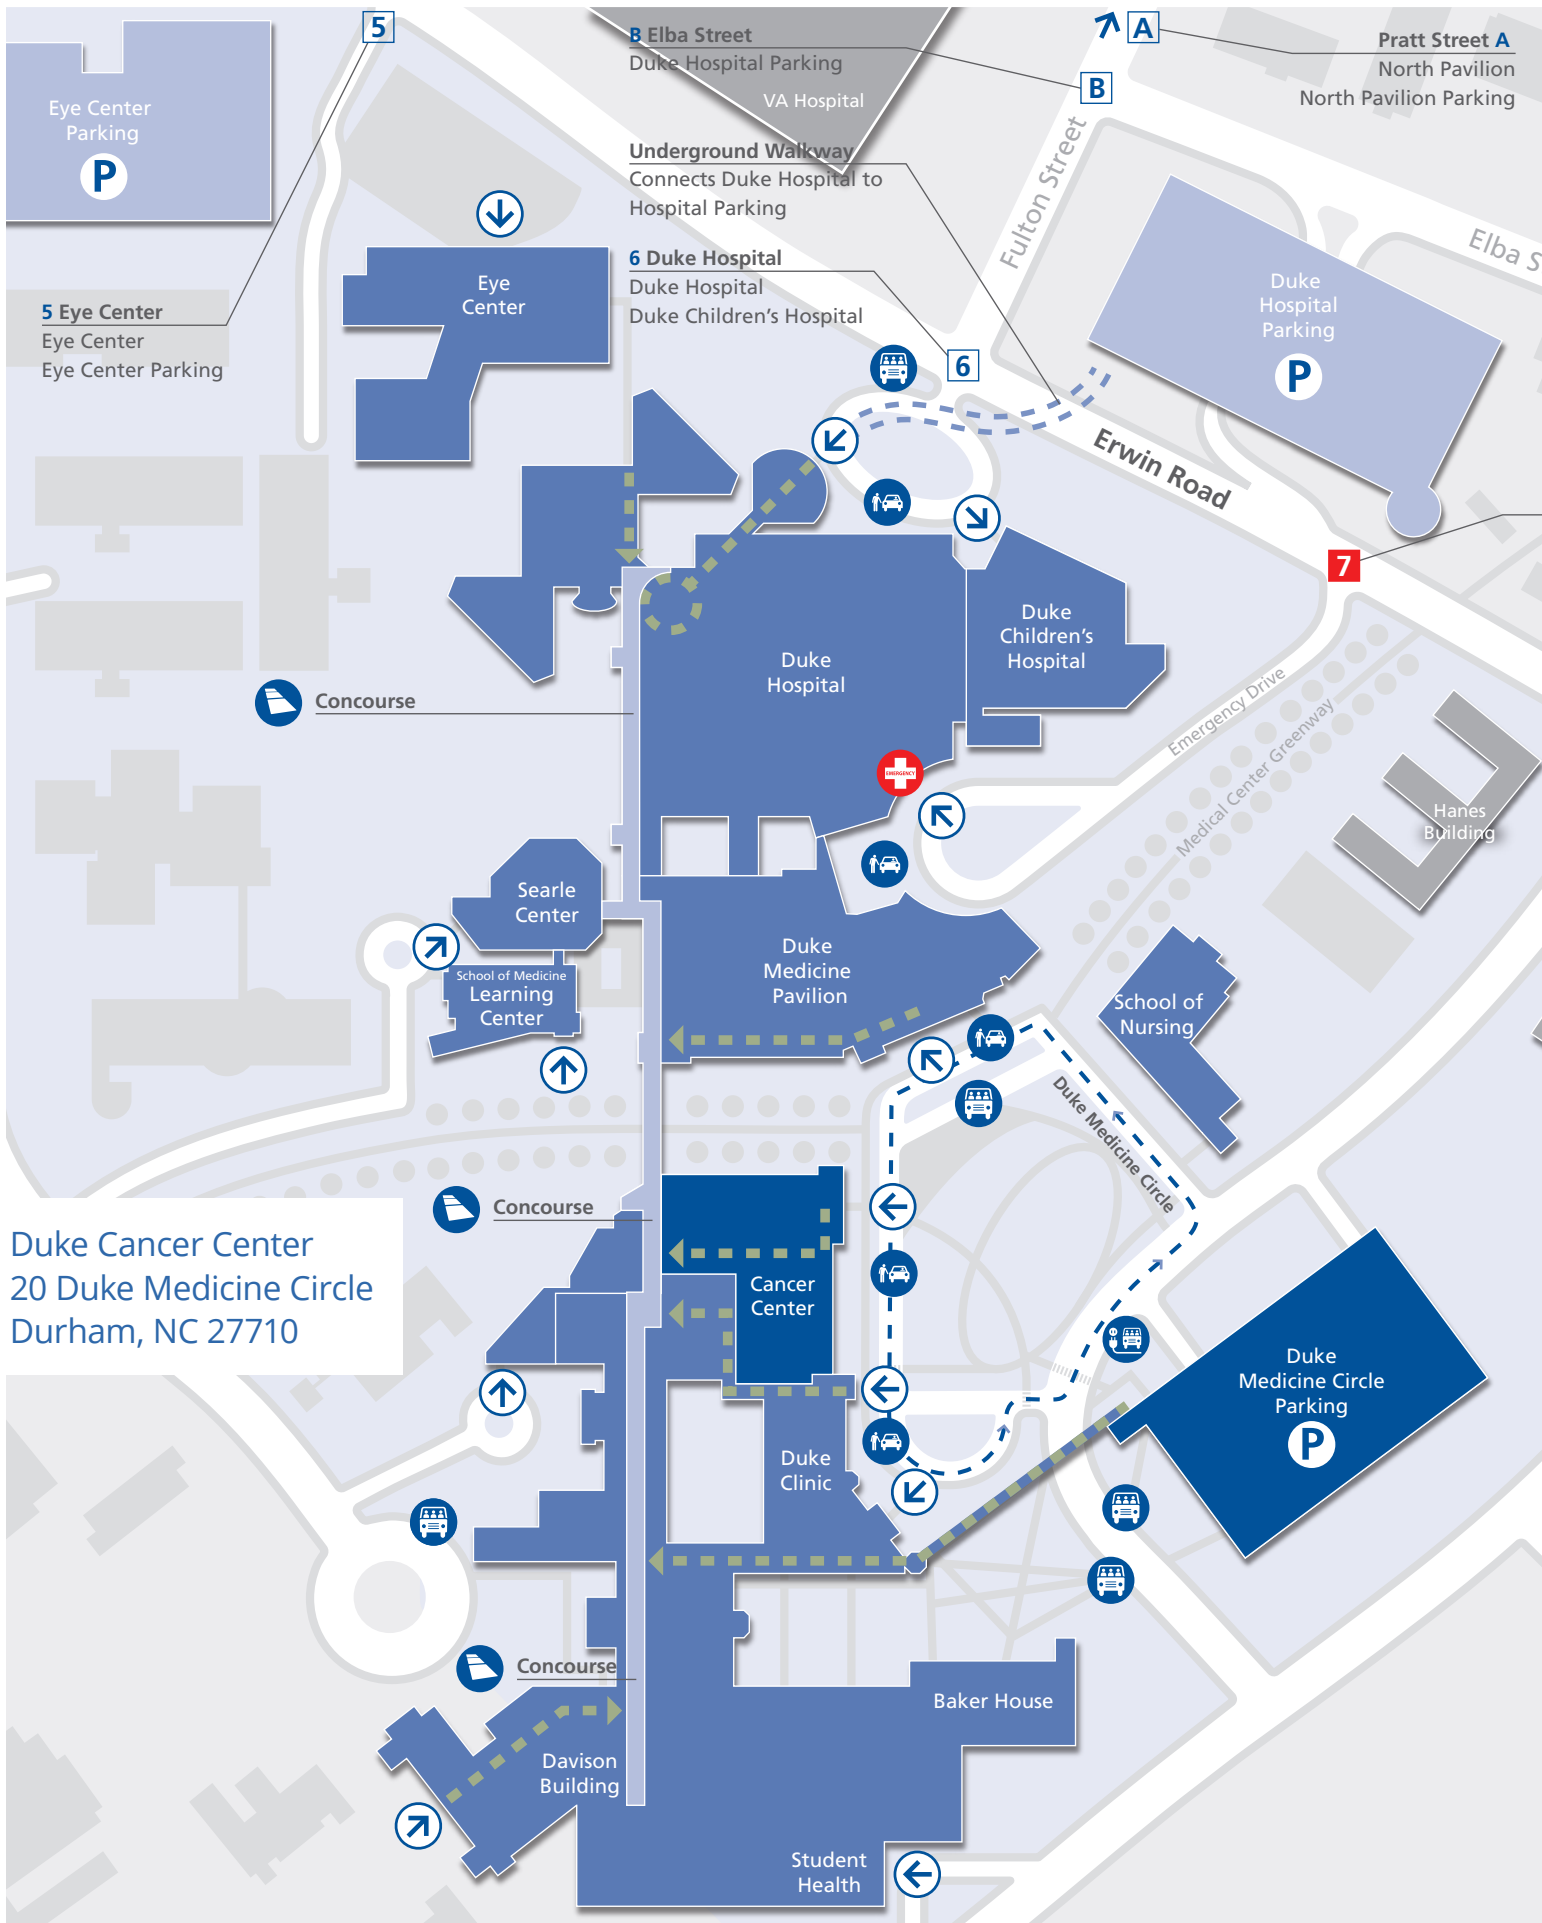 5
B Elba Street
Duke Hospital Parking
VA Hospital
A
Pratt Street A
North Pavilion
North Pavilion Parking
B
Eye Center
Parking
P
Underground Walkway
Connects Duke Hospital to
Hospital Parking
Fulton Street
Elba S
6 Duke Hospital
Duke Hospital
Duke Children's Hospital
Eye
Center
Duke
Hospital
Parking
P
5 Eye Center
Eye Center
Eye Center Parking
6
Erwin Road
7
Duke
Children's
Hospital
Duke
Hospital
Concourse
Emergency Drive
Medical Center Greenway
EMERGENCY
Hanes
Building
Searle
Center
Duke
Medicine
Pavilion
School of Medicine
Learning
Center
School of
Nursing
Duke Medicine Circle
Concourse
Duke Cancer Center
20 Duke Medicine Circle
Durham, NC 27710
Cancer
Center
Duke
Medicine Circle
Parking
P
Duke
Clinic
Concourse
Baker House
Davison
Building
Student
Health